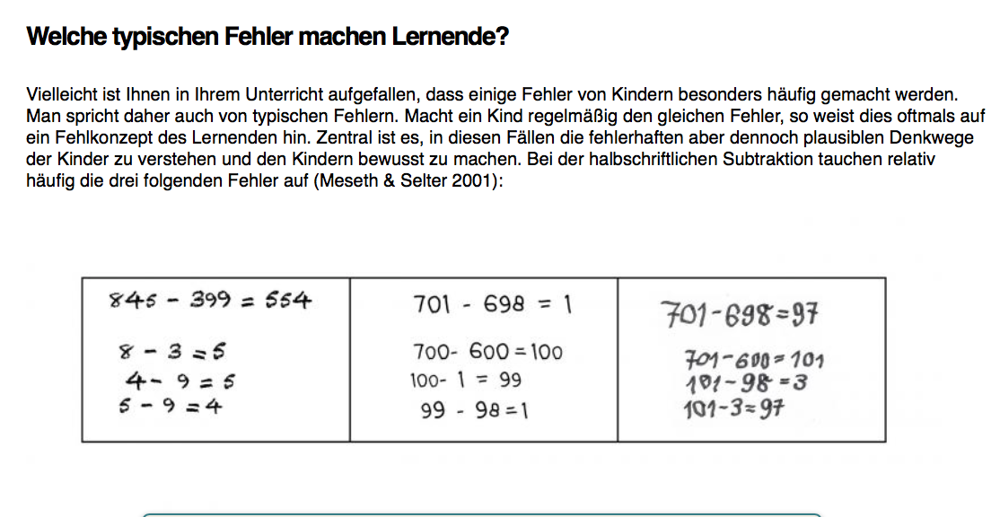 Welche typischen Fehler machen Lernende?
Vielleicht ist Ihnen in Ihrem Unterricht aufgefallen, dass einige Fehler von Kindern besonders häufig gemacht werden.
Man spricht daher auch von typischen Fehlern. Macht ein Kind regelmäßig den gleichen Fehler, so weist dies oftmals auf
ein Fehlkonzept des Lernenden hin. Zentral ist es, in diesen Fällen die fehlerhaften aber dennoch plausiblen Denkwege
der Kinder zu verstehen und den Kindern bewusst zu machen. Bei der halbschriftlichen Subtraktion tauchen relativ
häufig die drei folgenden Fehler auf (Meseth & Selter 2001):
845 - 399 = 554
8 - 3 = 5
4 - 9 = 5
5 - 9 = 4
701 - 698 = 1
700- 600 = 100
100- 1 = 99
99 - 98 = 1
701-698=97
701-600=101
101-98=3
101-3=97